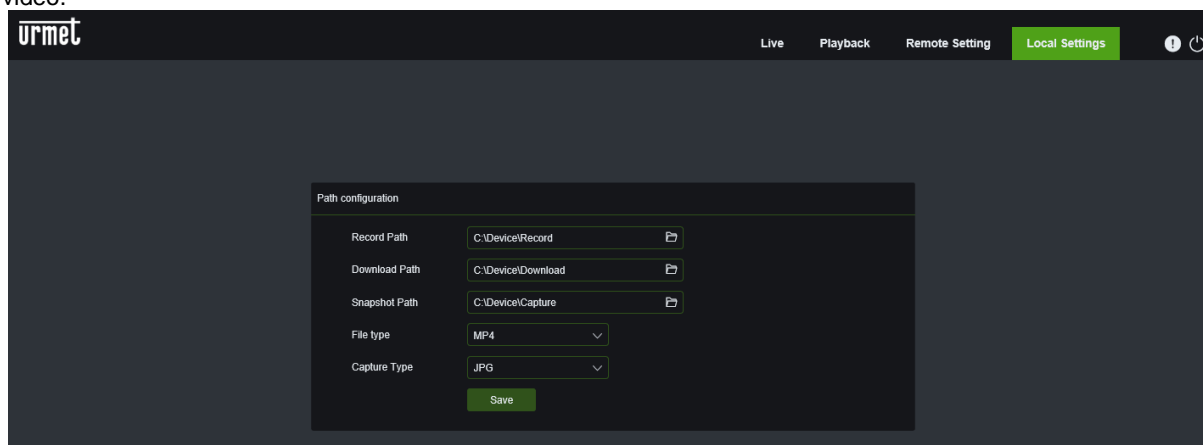 video.
urmet
Live Playback Remote Setting Local Settings !
Path configuration
Record Path C:\Device\Record
Download Path C:\Device\Download
Snapshot Path C:\Device\Capture
File type MP4
Capture Type JPG
Save